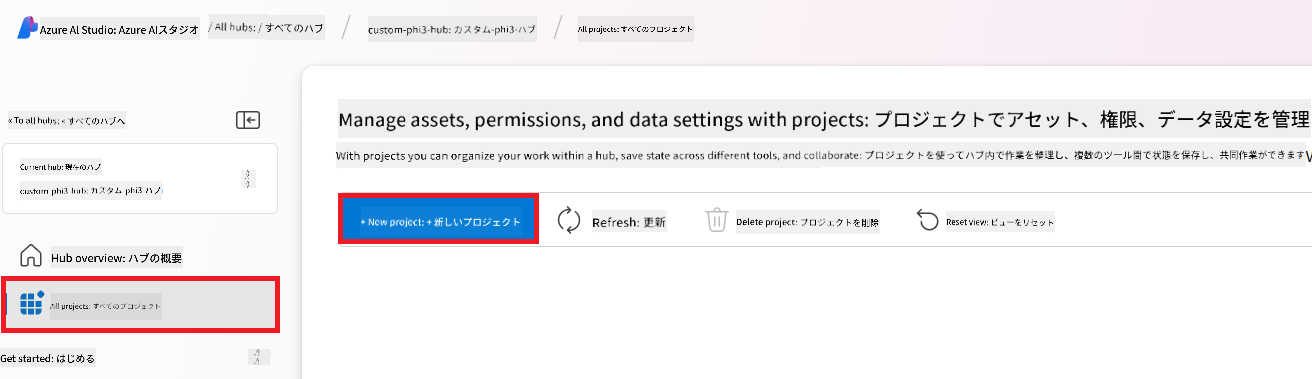 Azure AI Studio: Azure AIスタジオ / All hubs: / すべてのハブ / custom-phi3-hub: カスタム-phi3-ハブ / All projects: すべてのプロジェクト
« To all hubs: « すべてのハブへ
Current hub: 現在のハブ
custom-phi3-hub: カスタム phi3 ハブ
Hub overview: ハブの概要
All projects: すべてのプロジェクト
Get started: はじめる
Manage assets, permissions, and data settings with projects: プロジェクトでアセット、権限、データ設定を管理
With projects you can organize your work within a hub, save state across different tools, and collaborate: プロジェクトを使ってハブ内で作業を整理し、複数のツール間で状態を保存し、共同作業ができます
+ New project: + 新しいプロジェクト Refresh: 更新 Delete project: プロジェクトを削除 Reset view: ビューをリセット